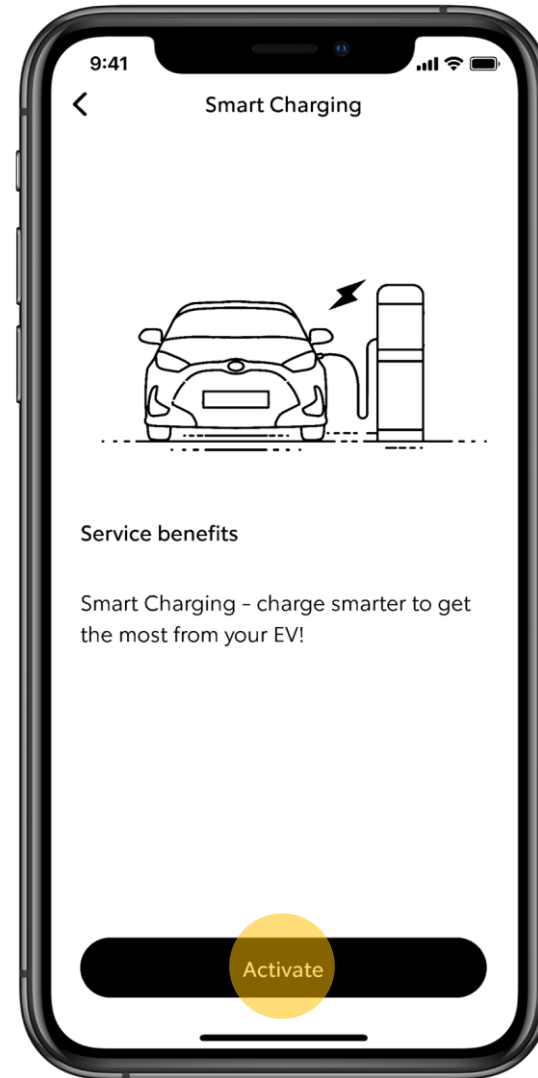 9:41
Smart Charging
Service benefits
Smart Charging – charge smarter to get
the most from your EV!
Activate